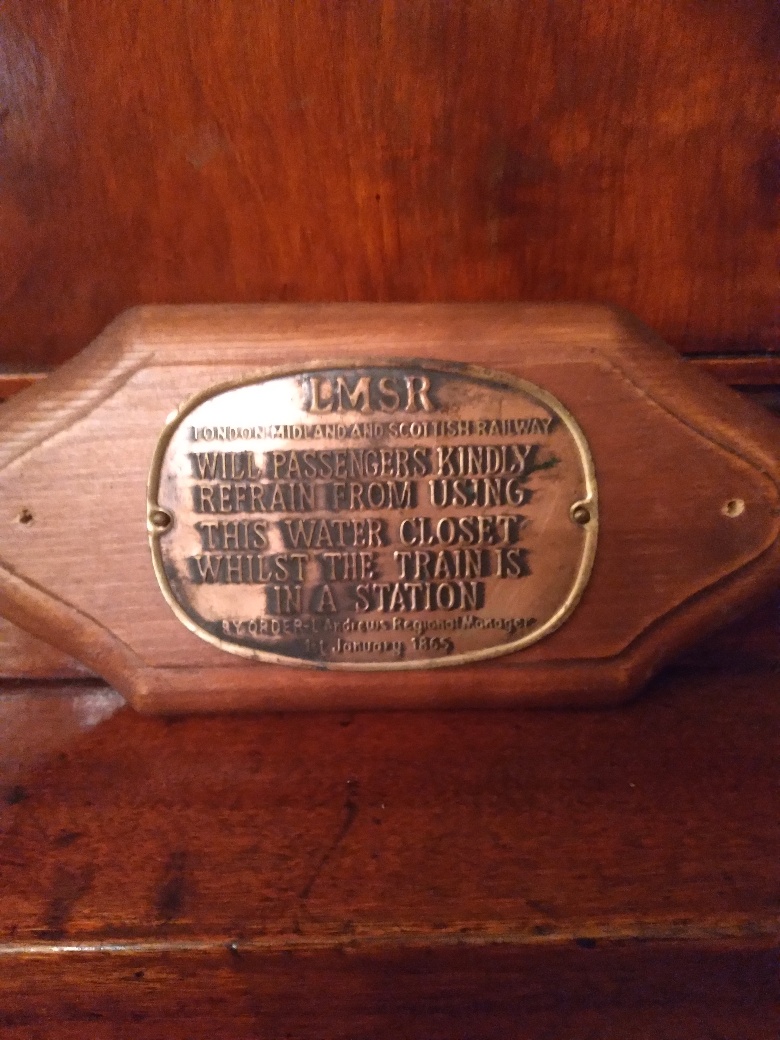 LMSR
LONDON MIDLAND AND SCOTTISH RAILWAY
WILL PASSENGERS KINDLY
REFRAIN FROM USING
THIS WATER CLOSET
WHILST THE TRAIN IS
IN A STATION
BY ORDER-L Andrews Regional Manager
1st January 1865